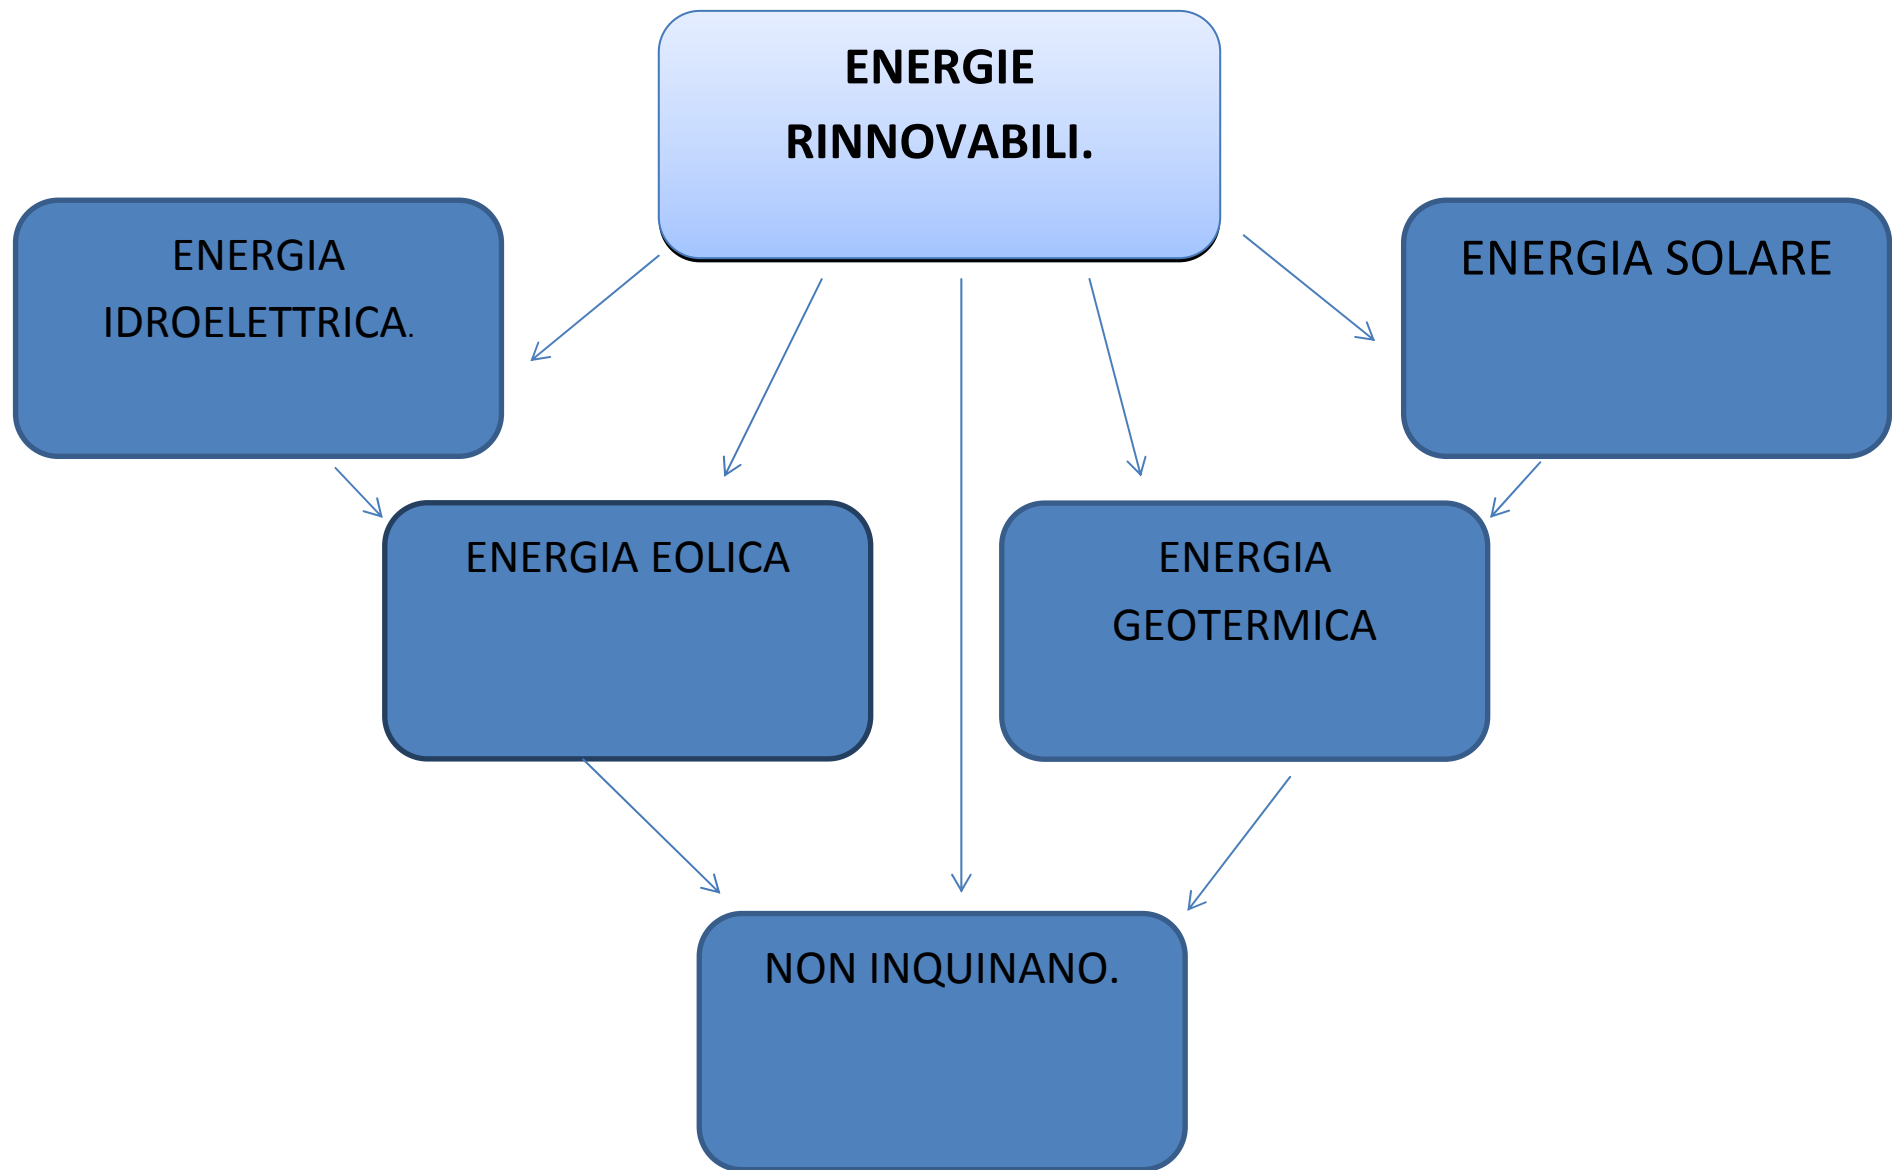 ENERGIE
RINNOVABILI.
ENERGIA
IDROELETTRICA.
ENERGIA SOLARE
ENERGIA EOLICA
ENERGIA
GEOTERMICA
NON INQUINANO.